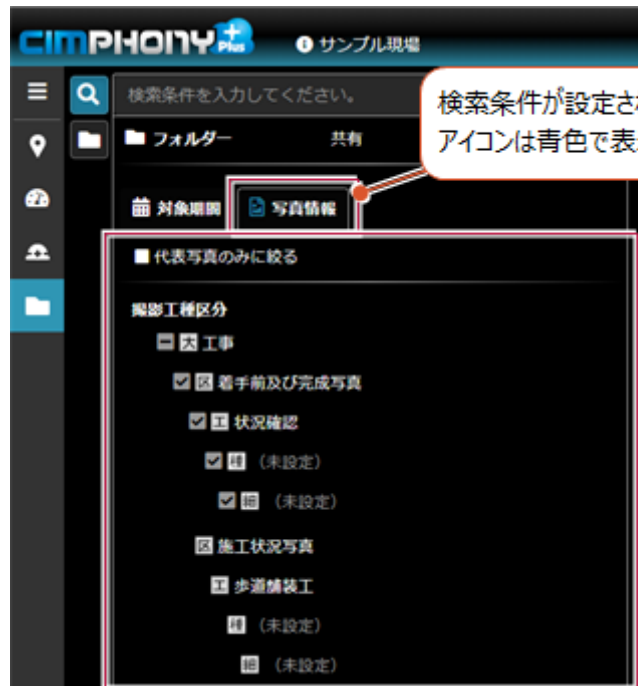 CIMPHONY Plus
サンプル現場
検索条件を入力してください。
検索条件が設定さ
アイコンは青色で表
フォルダー 共有
対象期間 写真情報
代表写真のみに絞る
撮影工種区分
大 工事
区 着手前及び完成写真
工 状況確認
種 (未設定)
細 (未設定)
区 施工状況写真
工 歩道舗装工
種 (未設定)
細 (未設定)